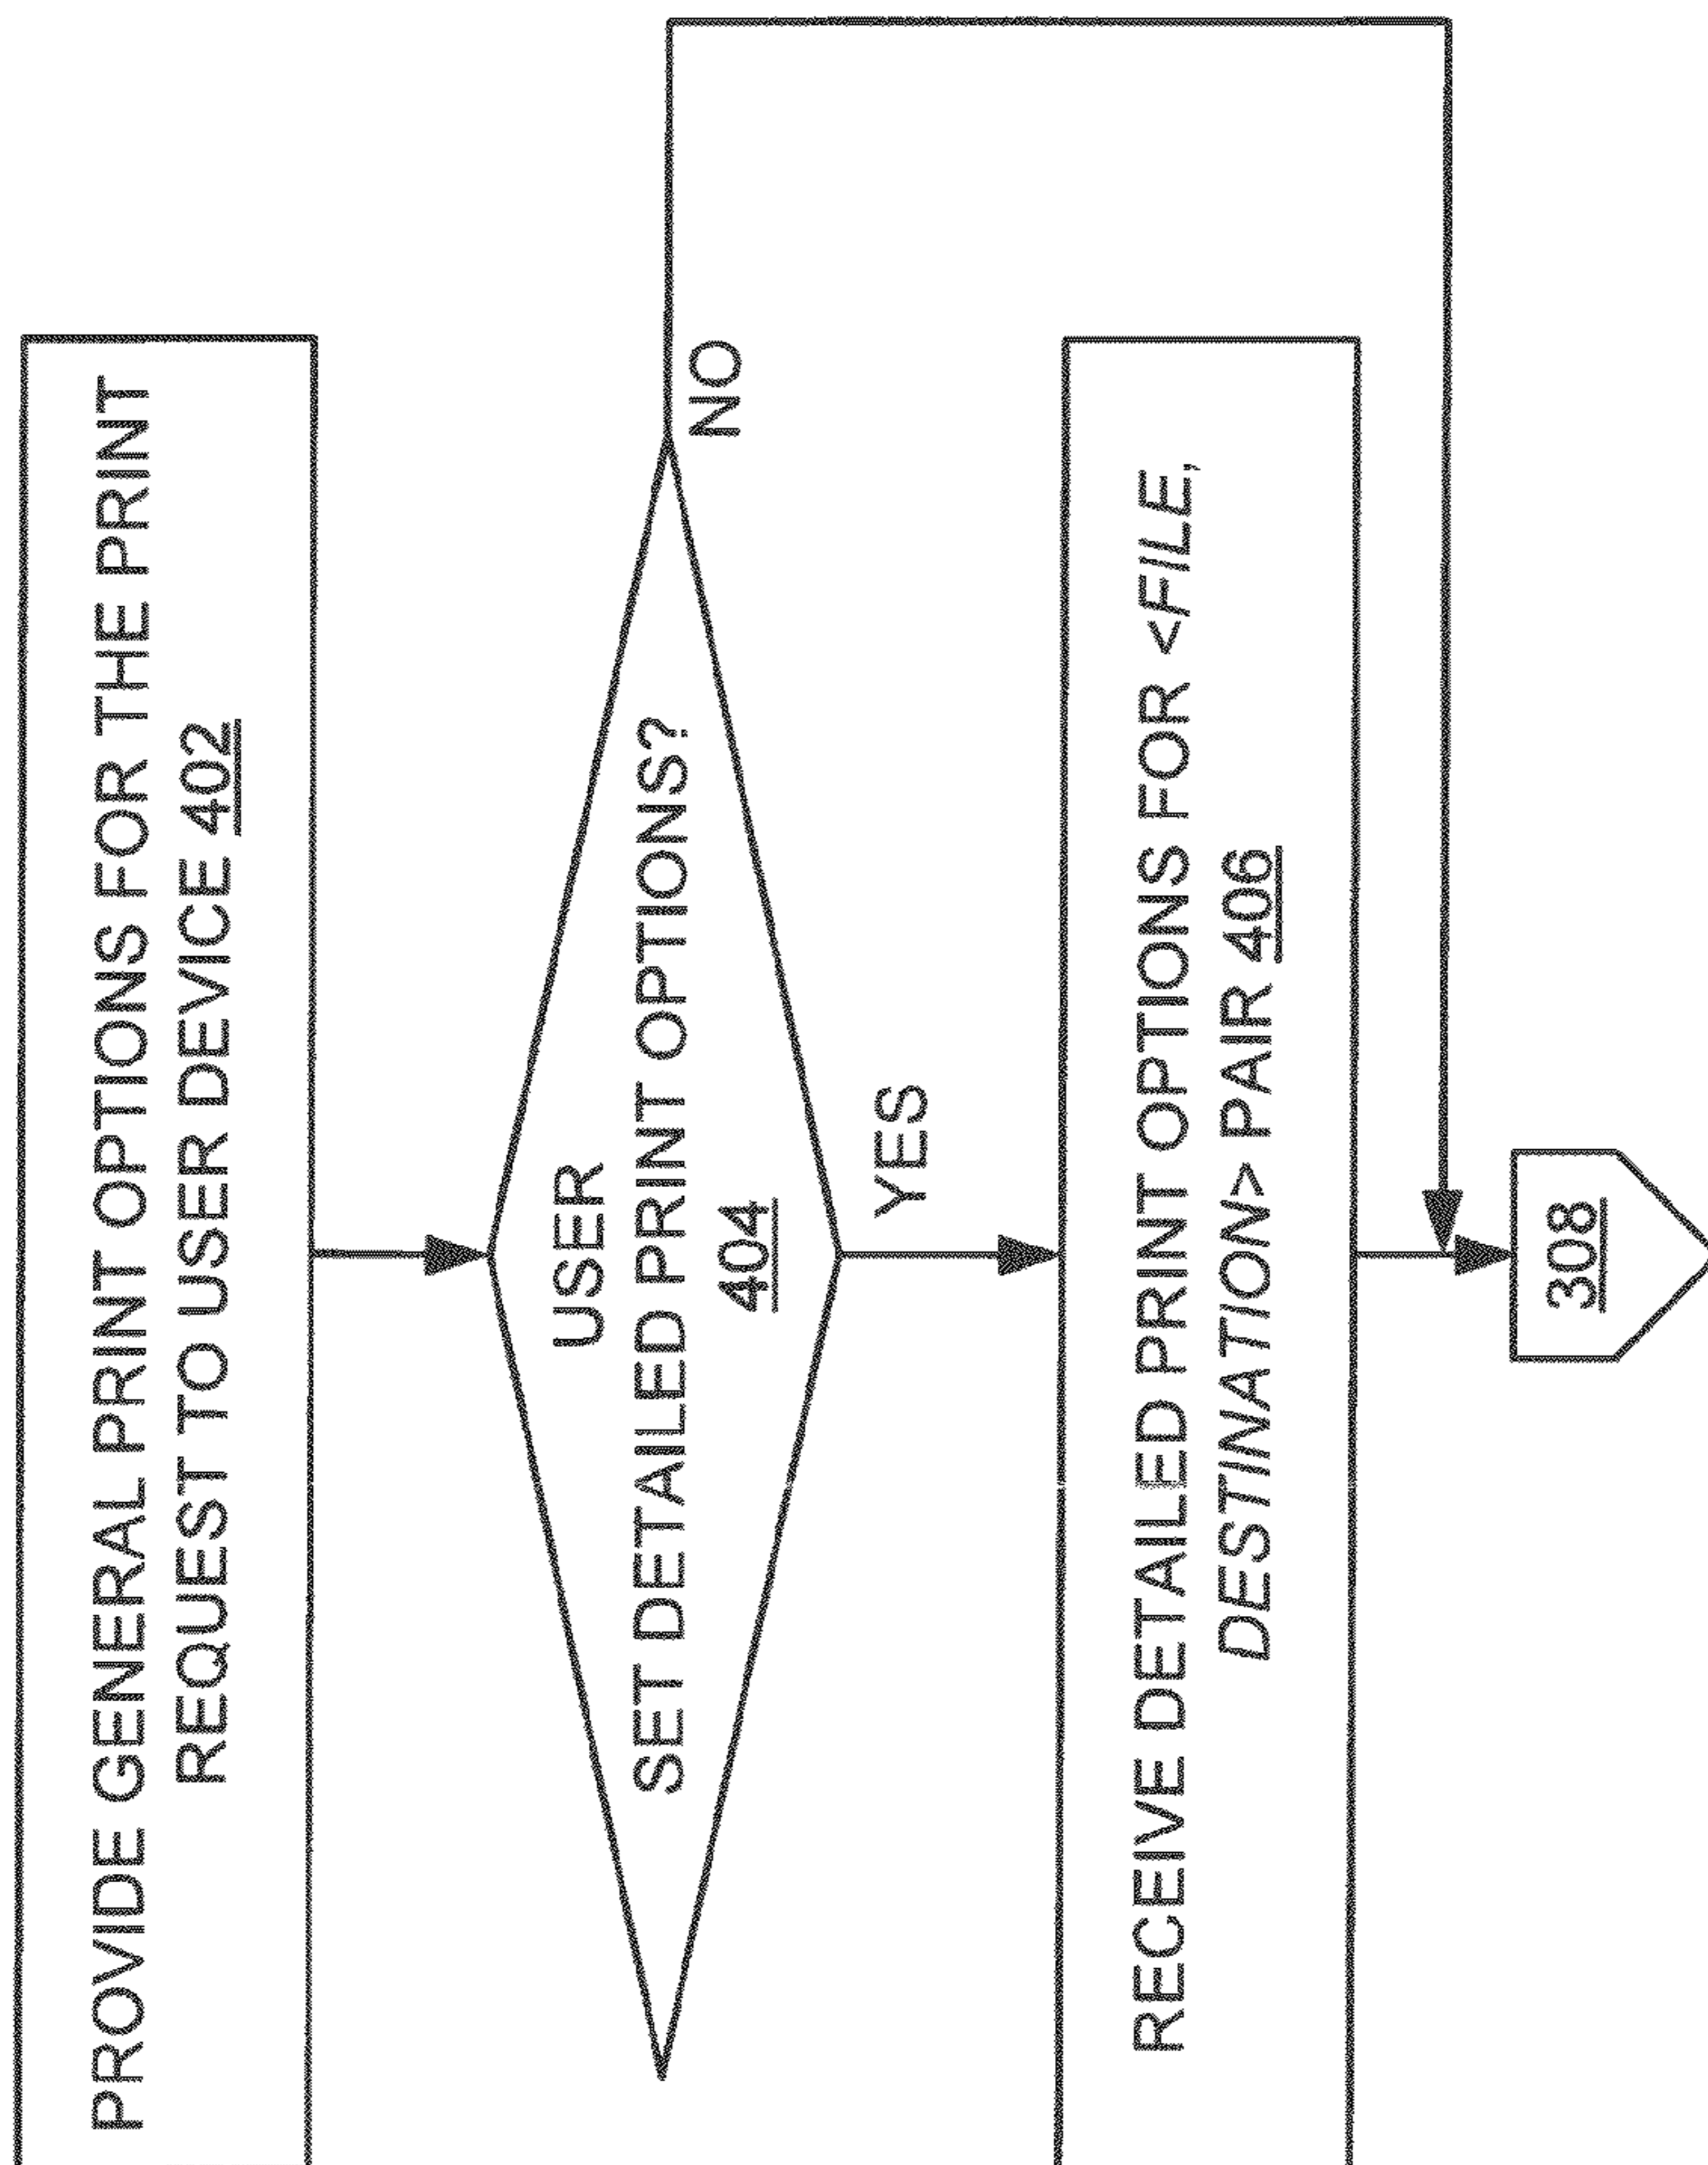 PROVIDE GENERAL PRINT OPTIONS FOR THE PRINT
REQUEST TO USER DEVICE 402
USER
SET DETAILED PRINT OPTIONS?
404
NO
YES
RECEIVE DETAILED PRINT OPTIONS FOR <FILE,
DESTINATION> PAIR 406
308